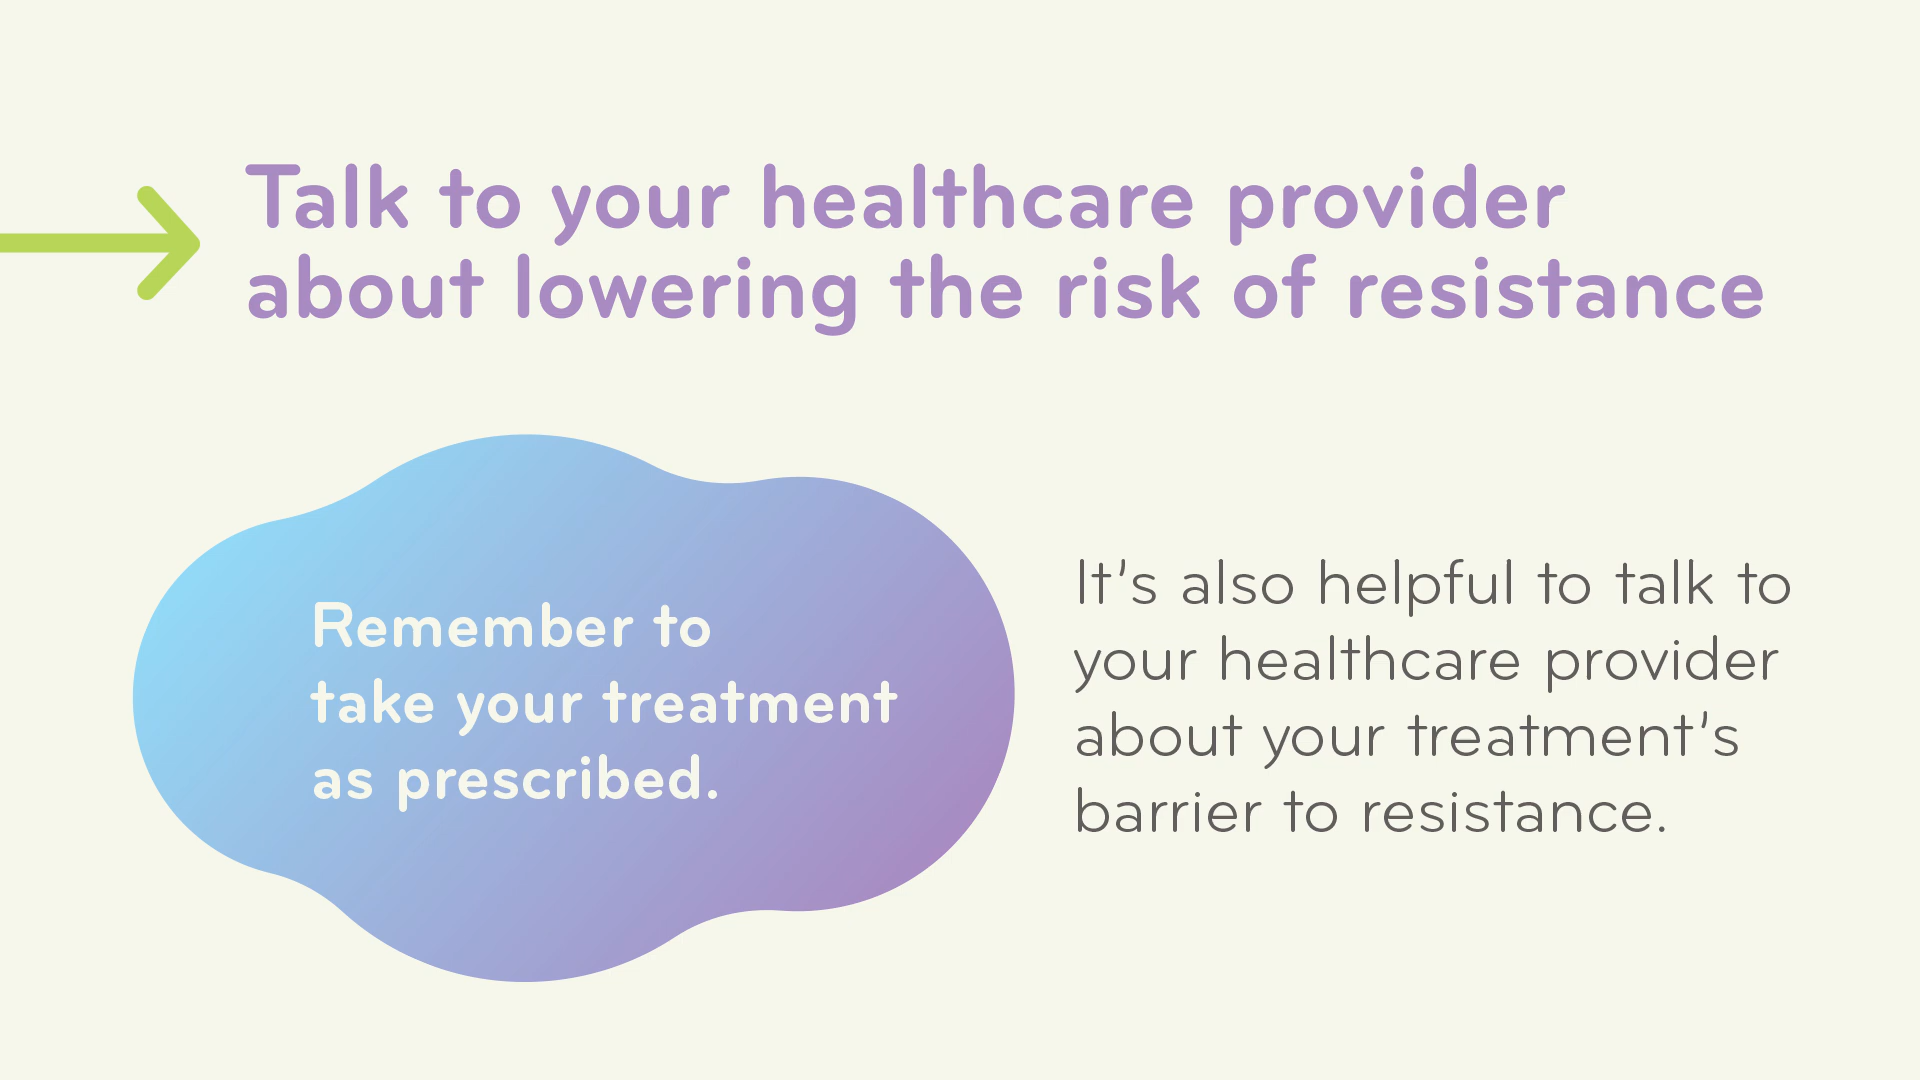 Talk to your healthcare provider
about lowering the risk of resistance
Remember to
take your treatment
as prescribed.
It's also helpful to talk to
your healthcare provider
about your treatment's
barrier to resistance.